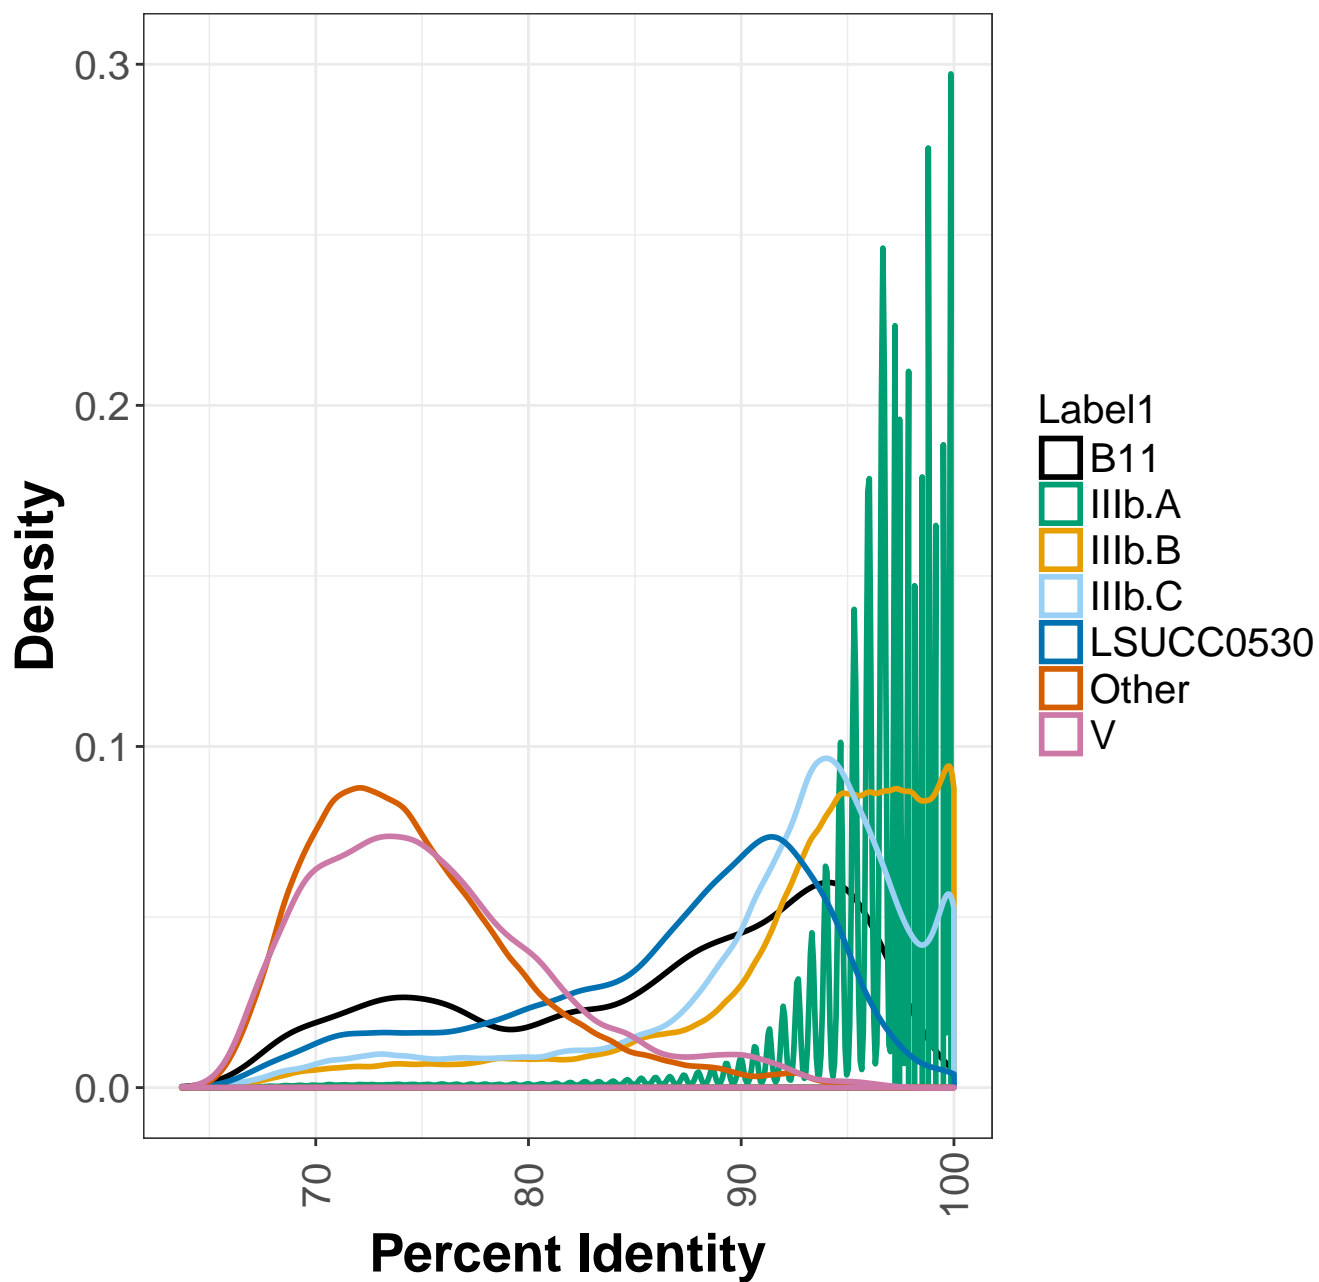 0.3
0.2
0.1
0.0
Density
70
80
90
100
Percent Identity
Label1
B11
IIIb.A
IIIb.B
IIIb.C
LSUCC0530
Other
V